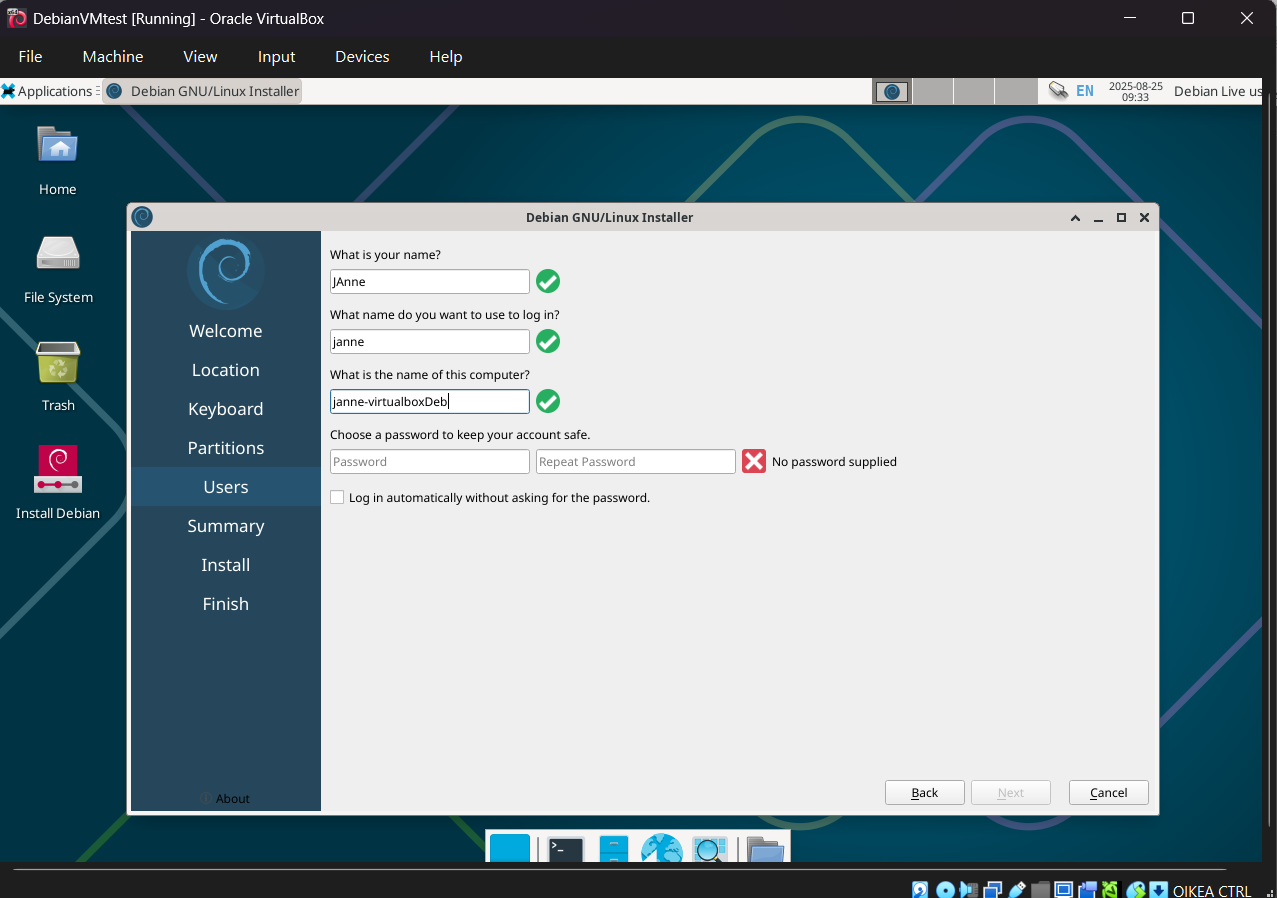 DebianVMtest [Running] - Oracle VirtualBox
File Machine View Input Devices Help
Applications Debian GNU/Linux Installer EN 2025-08-25 09:33 Debian Live us
Home
File System
Trash
Install Debian
Debian GNU/Linux Installer
Welcome
Location
Keyboard
Partitions
Users
Summary
Install
Finish
About
What is your name?
JAnne
What name do you want to use to log in?
janne
What is the name of this computer?
janne-virtualboxDeb
Choose a password to keep your account safe.
Password Repeat Password No password supplied
Log in automatically without asking for the password.
Back Next Cancel
OIKEA CTRL